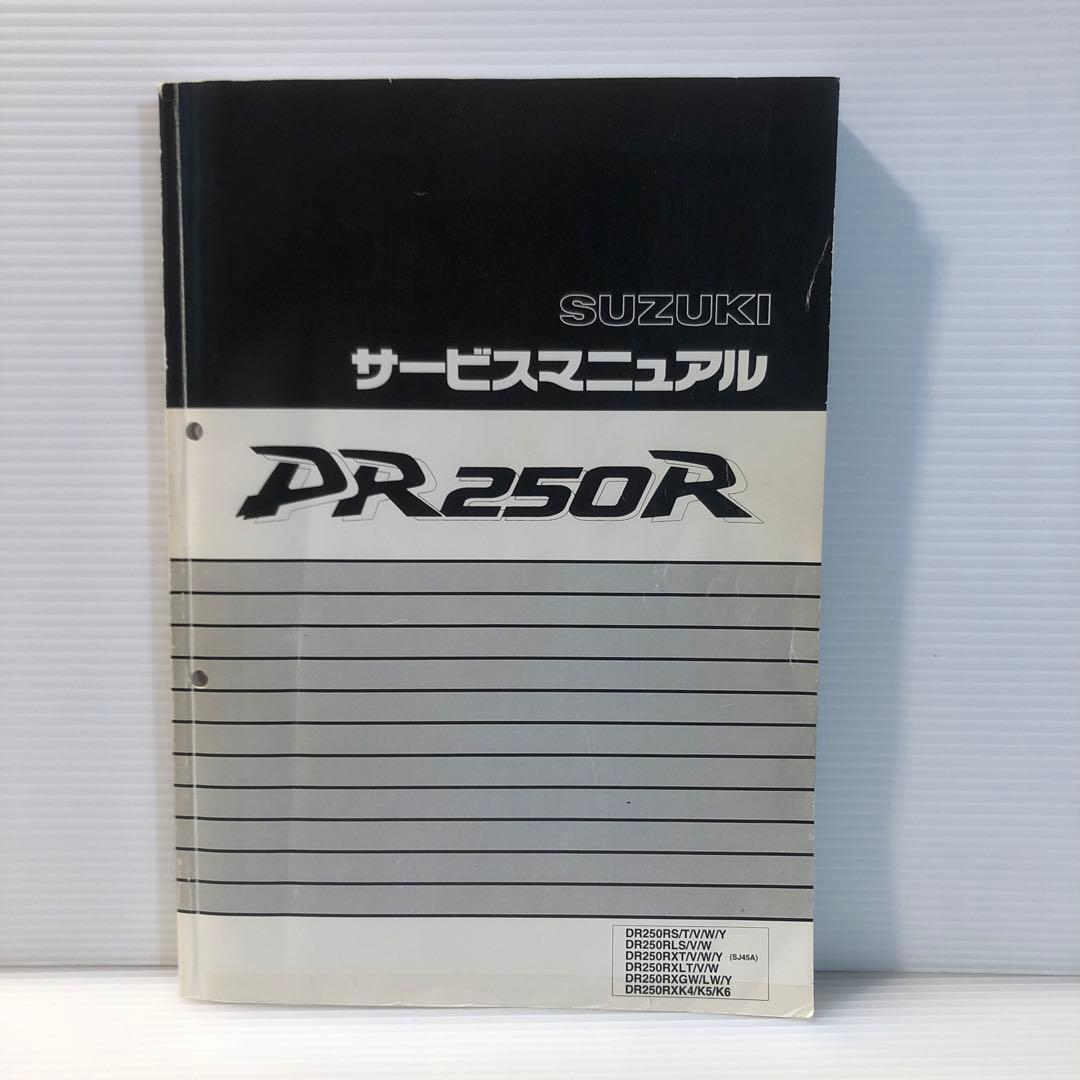 SUZUKI
サービスマニュアル
DR250R
DR250RS/T/V/W/Y
DR250RLS/V/W
DR250RXT/V/W/Y (SJ45A)
DR250RXLT/V/W
DR250RXGW/LW/Y
DR250RXK4/K5/K6